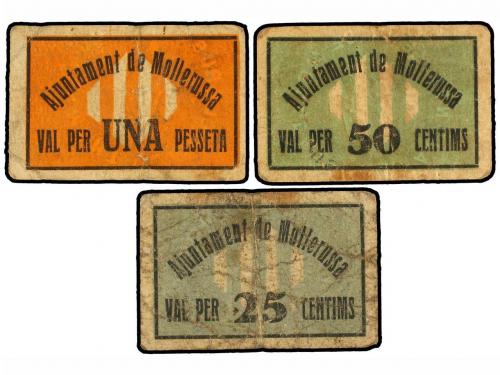 Ajuntament de Mollerussa
VAL PER UNA PESSETA
Ajuntament de Mollerussa
VAL PER 50 CENTIMS
Ajuntament de Mollerussa
VAL PER 25 CENTIMS